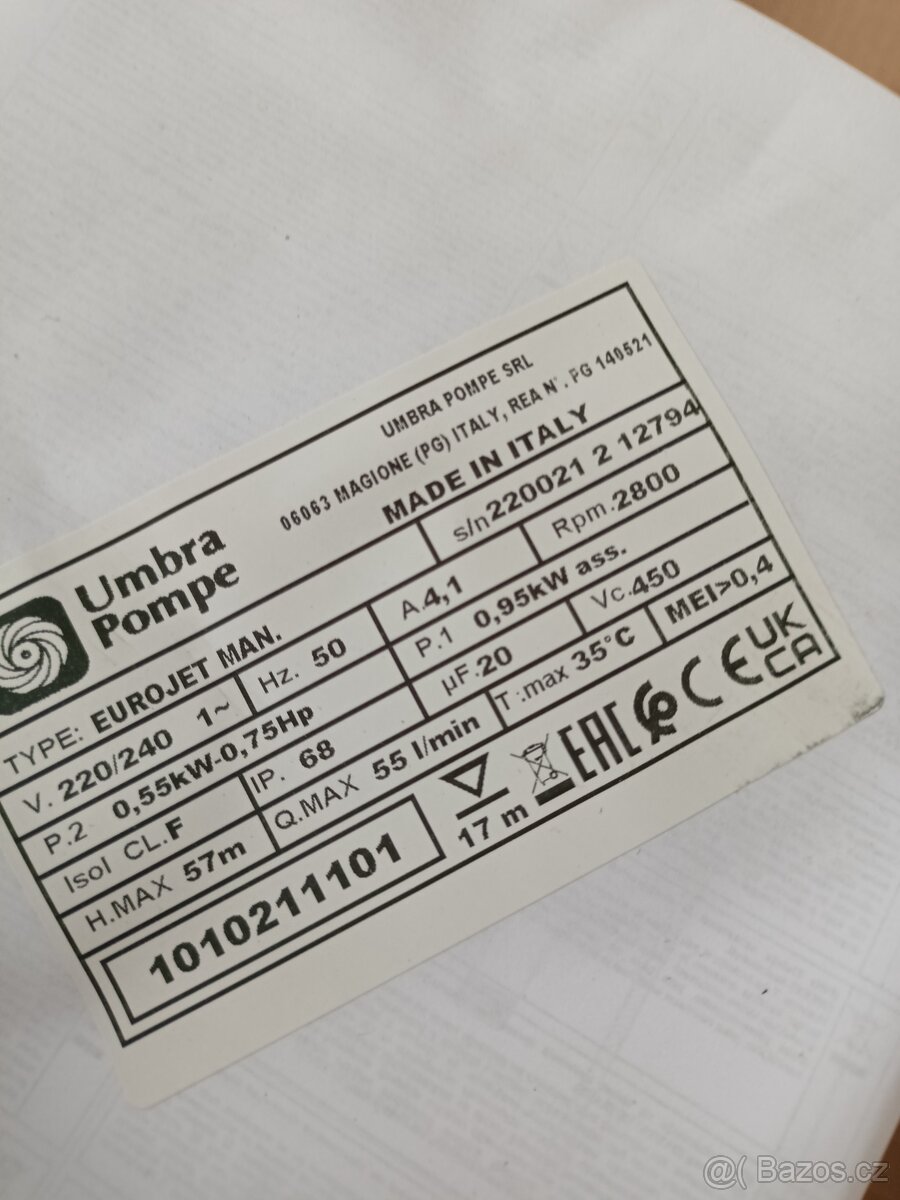 Umbra
Pompe
UMBRA POMPE SRL
06063 MAGIONE (PG) ITALY, REA N°. PG 140521
MADE IN ITALY
TYPE: EUROJET MAN. s/n220021 2 12794
V. 220/240 1~ Hz. 50 A.4,1 Rpm.2800
P.2 0,55kW-0,75Hp P.1 0,95kW ass.
Isol CL.F IP. 68 µF.20 Vc.450
H.MAX 57m Q.MAX 55 l/min T.:max 35°C MEI>0,4
1010211101 17 m EAC CE UK
CA
@( Bazos.cz